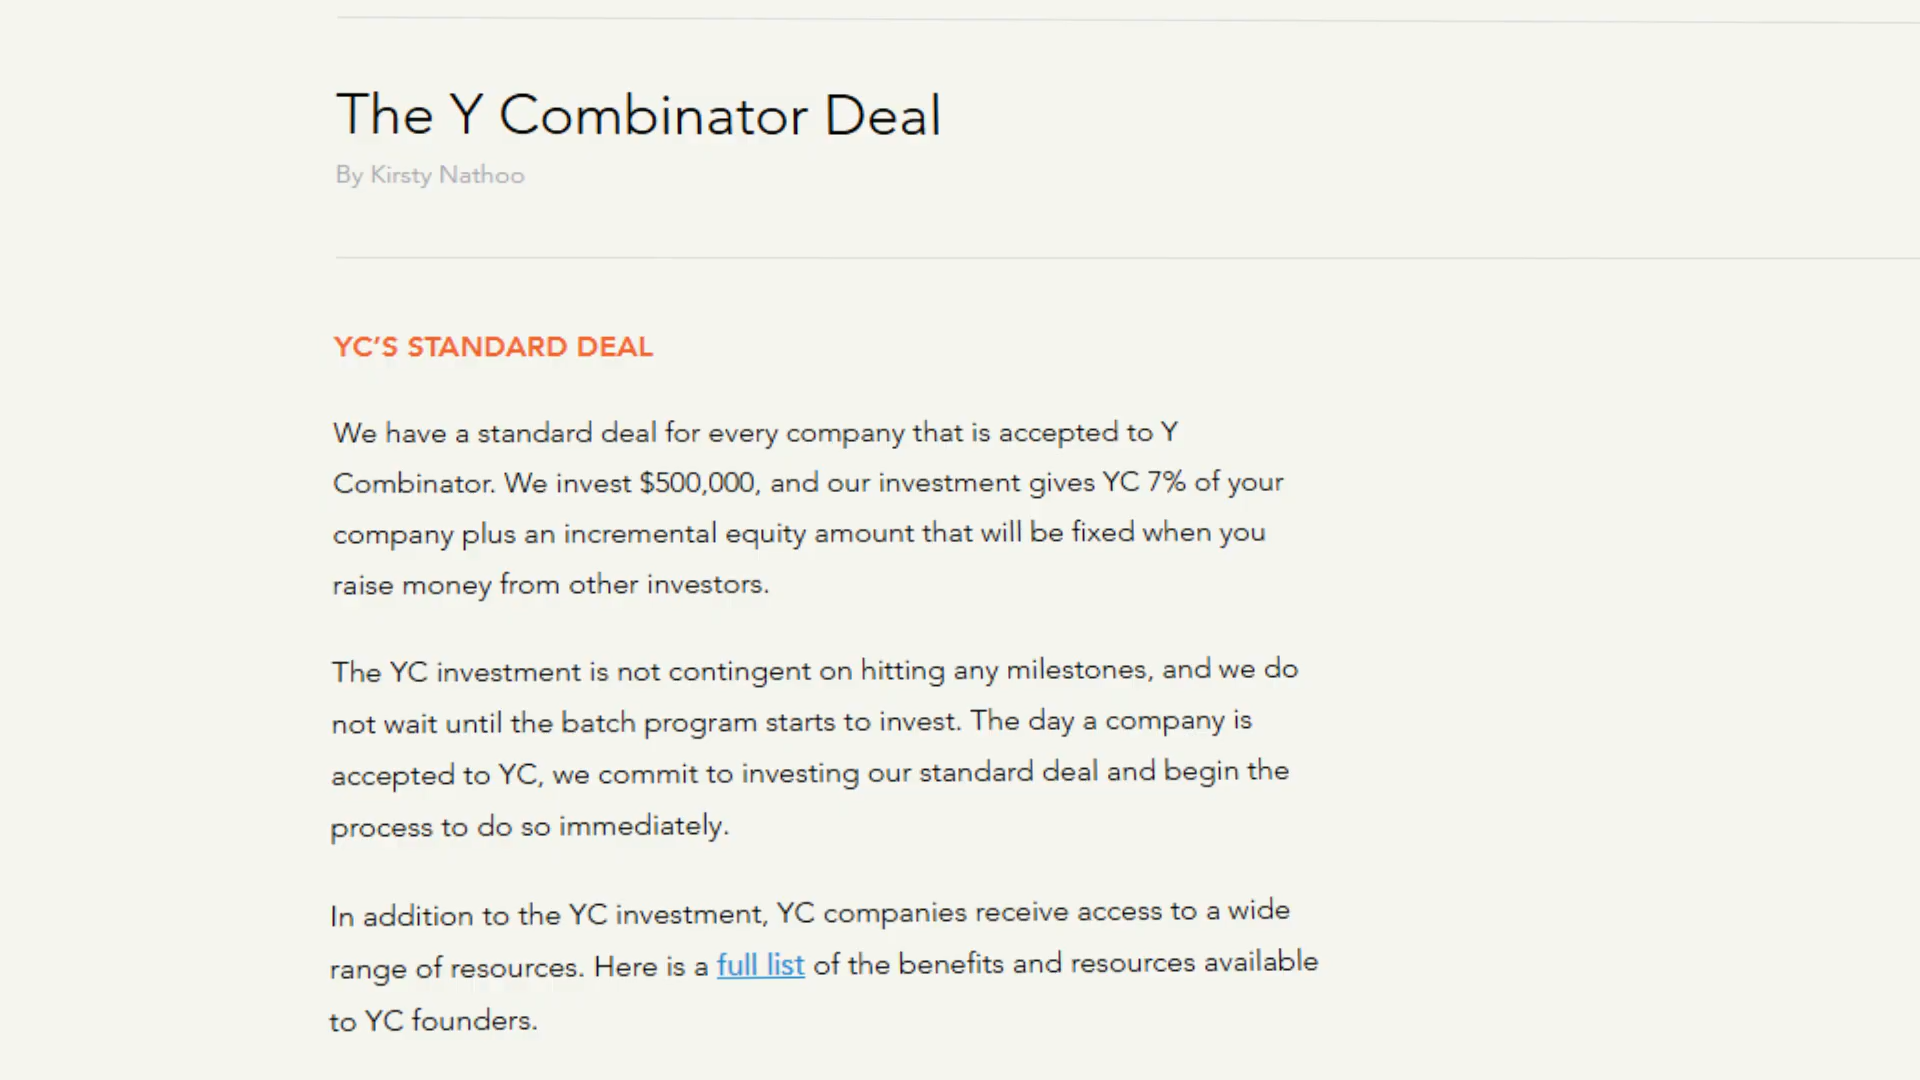 The Y Combinator Deal
By Kirsty Nathoo
YC'S STANDARD DEAL
We have a standard deal for every company that is accepted to Y
Combinator. We invest $500,000, and our investment gives YC 7% of your
company plus an incremental equity amount that will be fixed when you
raise money from other investors.
The YC investment is not contingent on hitting any milestones, and we do
not wait until the batch program starts to invest. The day a company is
accepted to YC, we commit to investing our standard deal and begin the
process to do so immediately.
In addition to the YC investment, YC companies receive access to a wide
range of resources. Here is a full list of the benefits and resources available
to YC founders.